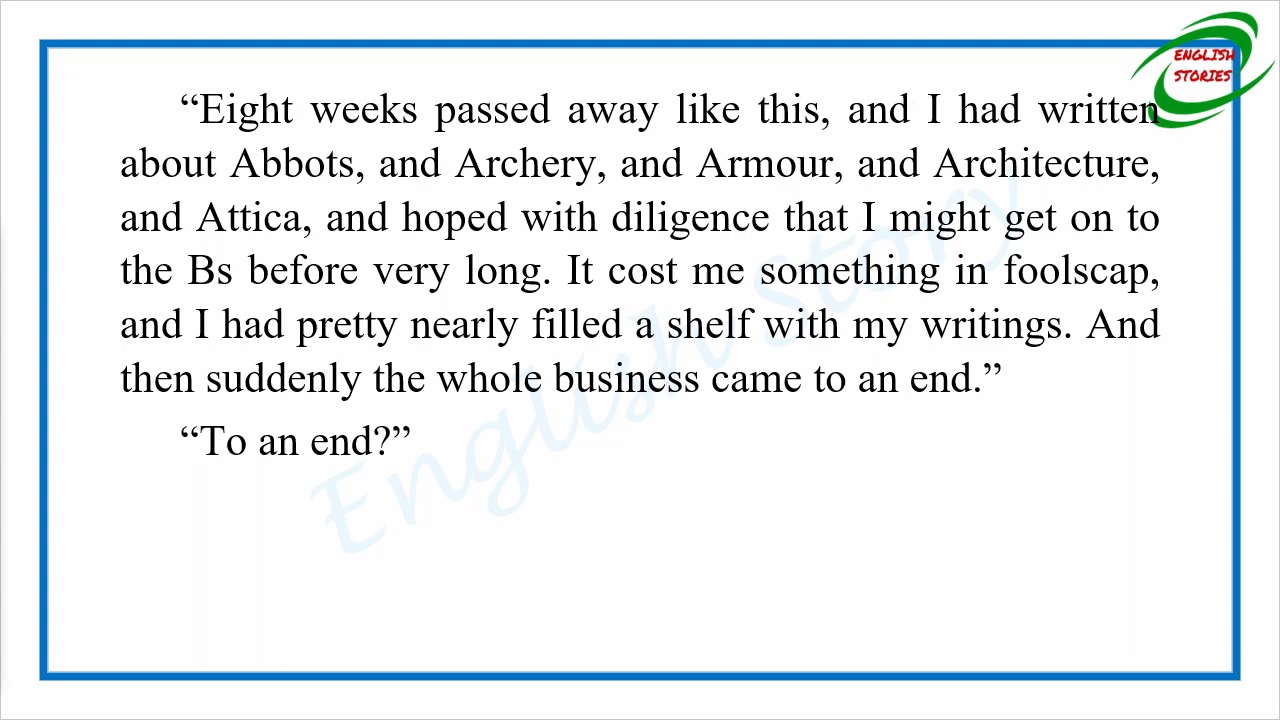 ENGLISH
STORIES
“Eight weeks passed away like this, and I had written
about Abbots, and Archery, and Armour, and Architecture,
and Attica, and hoped with diligence that I might get on to
the Bs before very long. It cost me something in foolscap,
and I had pretty nearly filled a shelf with my writings. And
then suddenly the whole business came to an end.”
“To an end?”
English Story